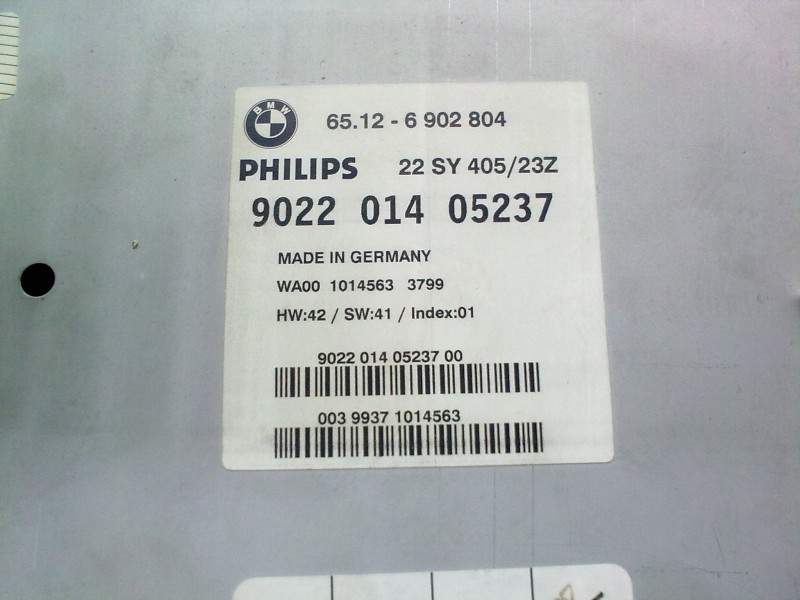 BMW
65.12 - 6 902 804
PHILIPS 22 SY 405/23Z
9022 014 05237
MADE IN GERMANY
WA00 1014563 3799
HW:42 / SW:41 / Index:01
9022 014 05237 00
003 9937 1014563